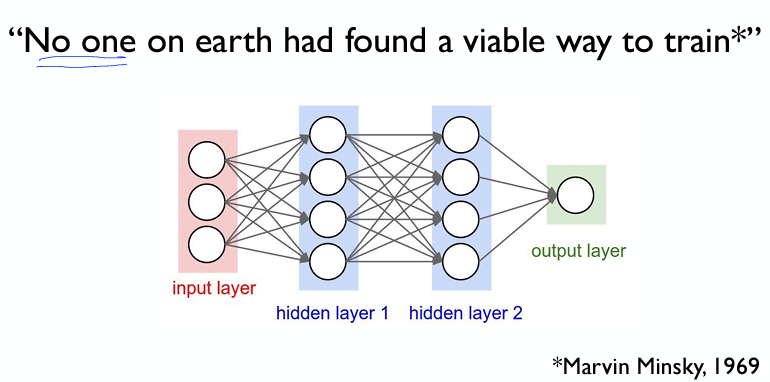 “No one on earth had found a viable way to train*”
input layer
hidden layer 1
hidden layer 2
output layer
*Marvin Minsky, 1969